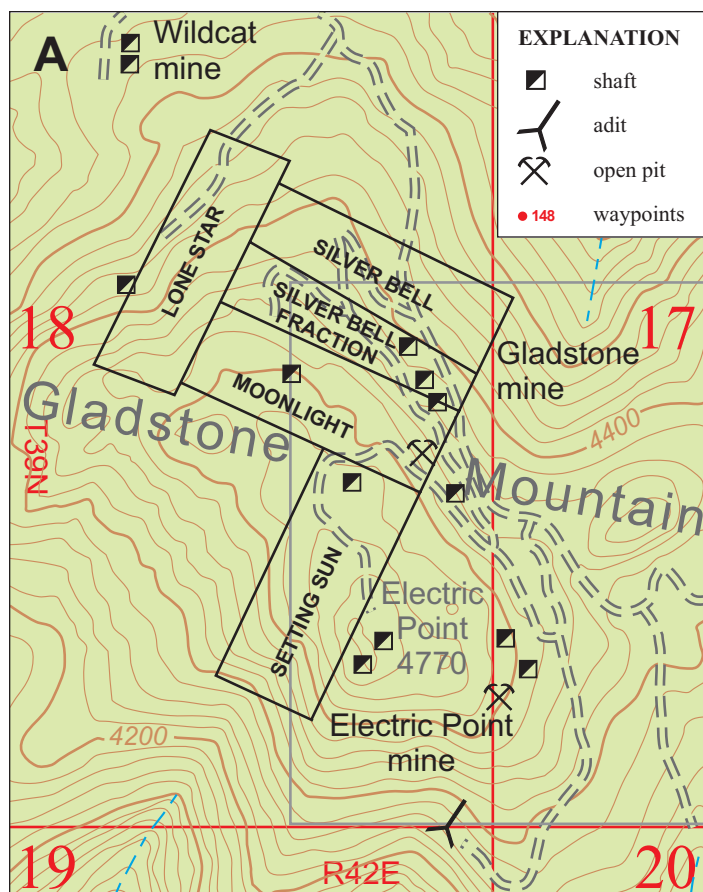 A
Wildcat
mine
EXPLANATION
shaft
adit
open pit
148 waypoints
LONE STAR
SILVER BELL
SILVER BELL
FRACTION
MOONLIGHT
SETTING SUN
18
17
Gladstone
mine
Gladstone
Mountain
T39N
4400
Electric
Point
4770
Electric Point
mine
4200
19
R42E
20